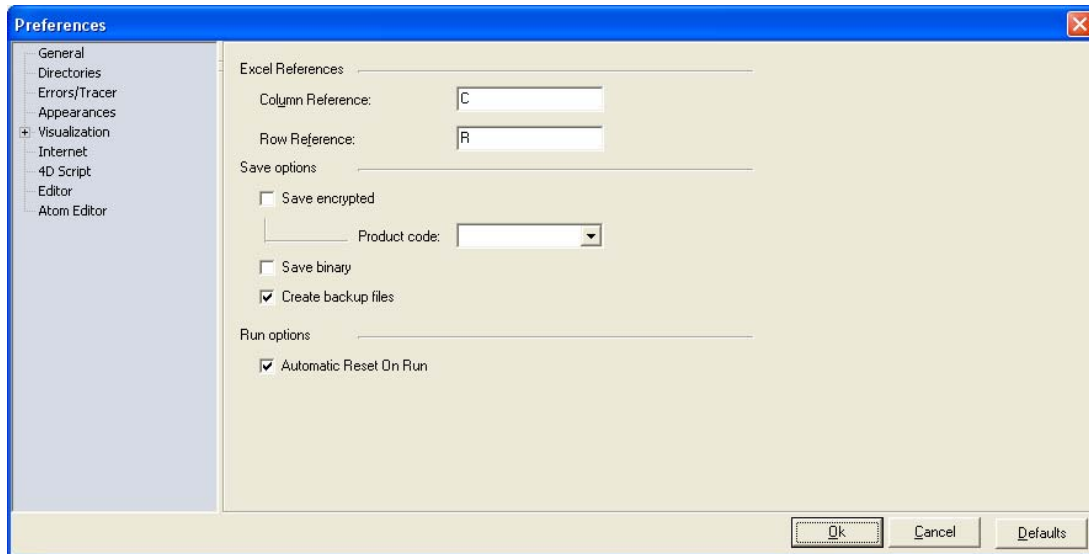 Preferences
General
Directories
Errors/Tracer
Appearances
Visualization
Internet
4D Script
Editor
Atom Editor
Excel References
Column Reference: C
Row Reference: R
Save options
Save encrypted
Product code:
Save binary
Create backup files
Run options
Automatic Reset On Run
Ok Cancel Defaults